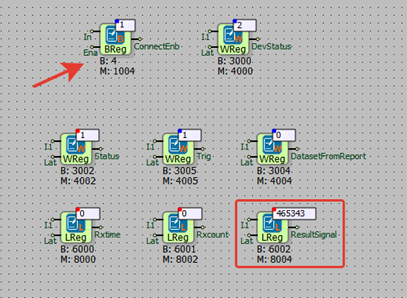 1
In
Ena
BReg
ConnectEnb
B: 4
M: 1004
2
I1
Lat
WReg
DevStatus
B: 3000
M: 4000
1
I1
Lat
WReg
Status
B: 3002
M: 4002
1
I1
Lat
WReg
Trig
B: 3005
M: 4005
0
I1
Lat
WReg
DatasetFromReport
B: 3004
M: 4004
0
I1
Lat
LReg
Rxtime
B: 6000
M: 8000
0
I1
Lat
LReg
Rxcount
B: 6001
M: 8002
465343
I1
Lat
LReg
ResultSignal
B: 6002
M: 8004